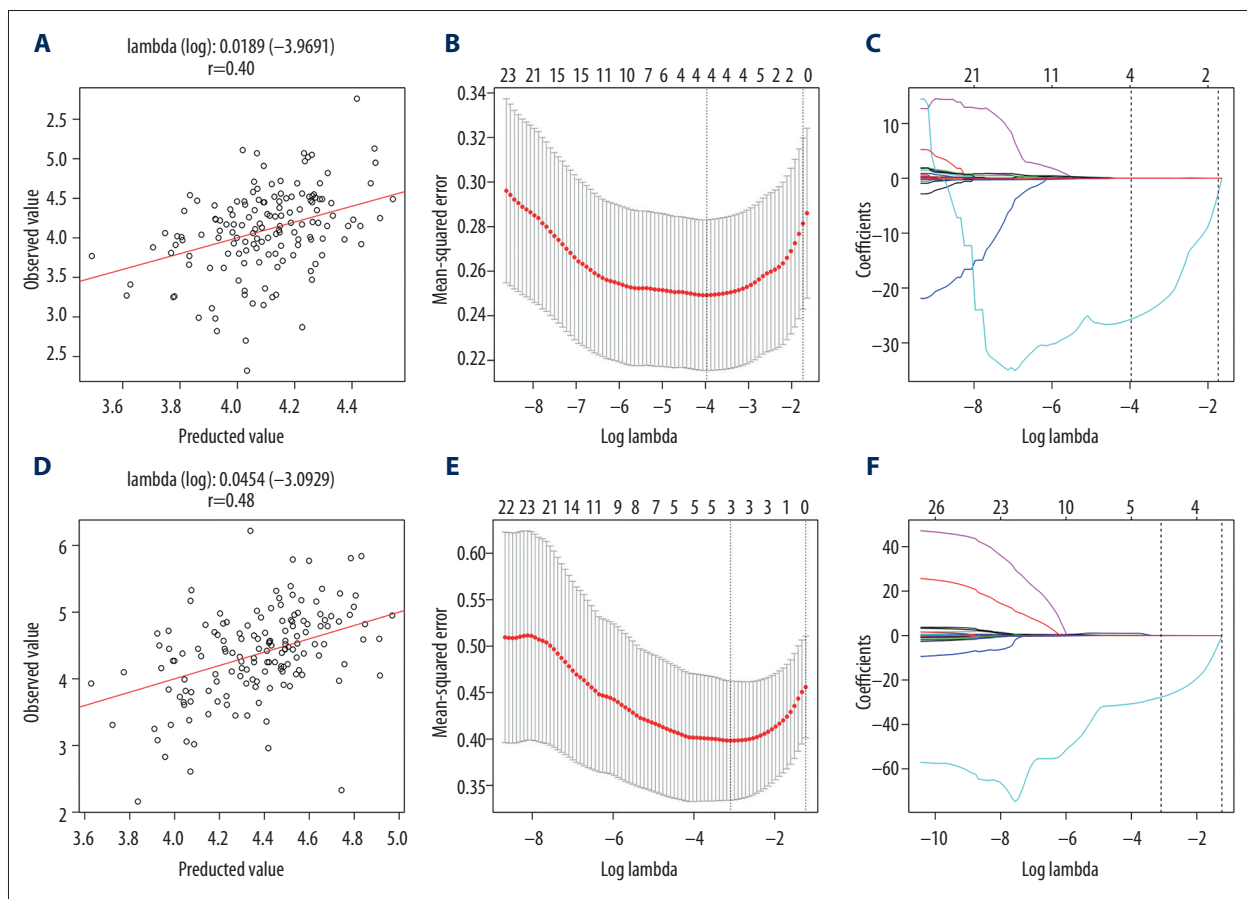 A
lambda (log): 0.0189 (−3.9691)
r=0.40
Observed value
2.5
5.0
4.5
4.0
3.5
3.0
2.5
3.6 3.8 4.0 4.2 4.4
Preducted value
B
23 21 15 15 11 10 7 6 4 4 4 4 4 5 2 2 0
Mean-squared error
0.34
0.32
0.30
0.28
0.26
0.24
0.22
−8 −7 −6 −5 −4 −3 −2
Log lambda
C
21 11 4 2
Coefficients
10
0
−10
−20
−30
−8 −6 −4 −2
Log lambda
D
lambda (log): 0.0454 (−3.0929)
r=0.48
Observed value
6
5
4
3
2
3.6 3.8 4.0 4.2 4.4 4.6 4.8 5.0
Preducted value
E
22 23 21 14 11 9 8 7 5 5 3 3 3 1 0
Mean-squared error
0.60
0.55
0.50
0.45
0.40
0.35
−8 −6 −4 −2
Log lambda
F
26 23 10 5 4
Coefficients
40
20
0
−20
−40
−60
−10 −8 −6 −4 −2
Log lambda